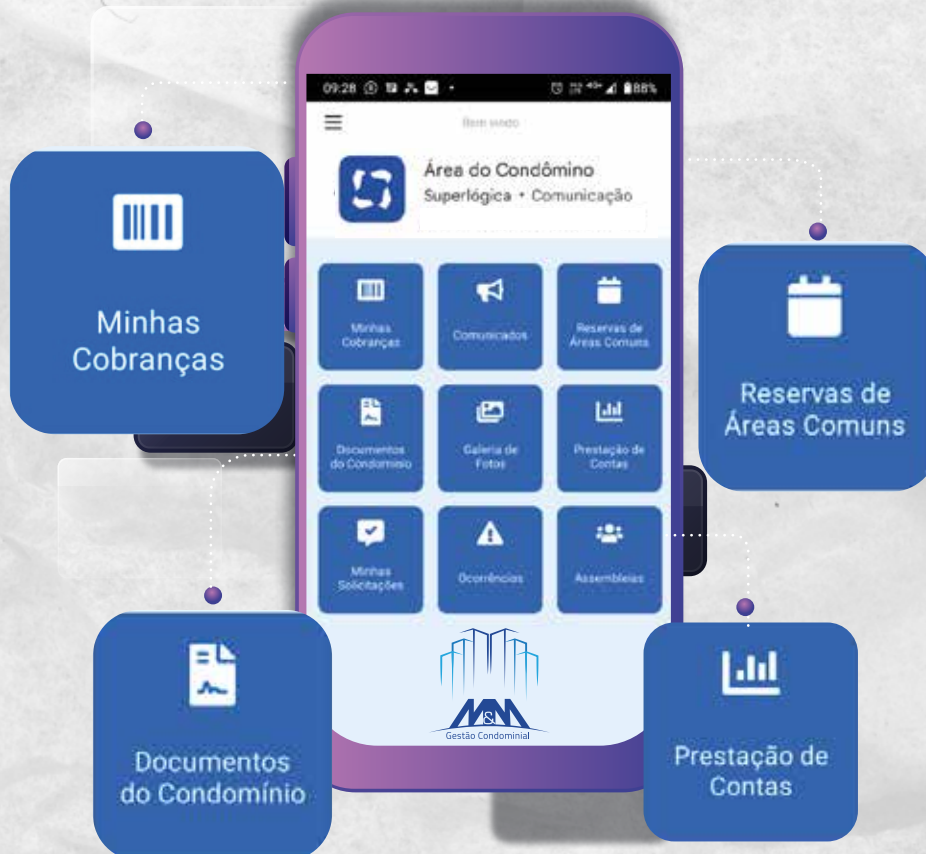 09:28
88%
Bem vindo
Área do Condômino
Superlógica • Comunicação
Minhas
Cobranças
Comunicados
Reservas de
Áreas Comuns
Documentos
do Condomínio
Galeria de
Fotos
Prestação de
Contas
Minhas
Solicitações
Ocorrências
Assembleias
M&M
Gestão Condominial
Minhas
Cobranças
Reservas de
Áreas Comuns
Documentos
do Condomínio
Prestação de
Contas